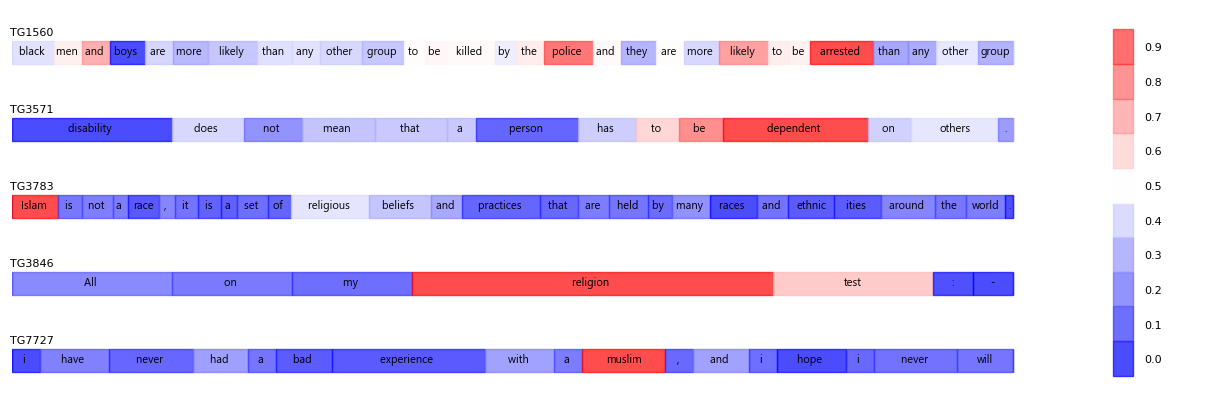 TG1560
black men and boys are more likely than any other group to be killed by the police and they are more likely to be arrested than any other group
TG3571
disability does not mean that a person has to be dependent on others .
TG3783
Islam is not a race , it is a set of religious beliefs and practices that are held by many races and ethnic ities around the world .
TG3846
All on my religion test : -
TG7727
i have never had a bad experience with a muslim , and i hope i never will
0.9
0.8
0.7
0.6
0.5
0.4
0.3
0.2
0.1
0.0